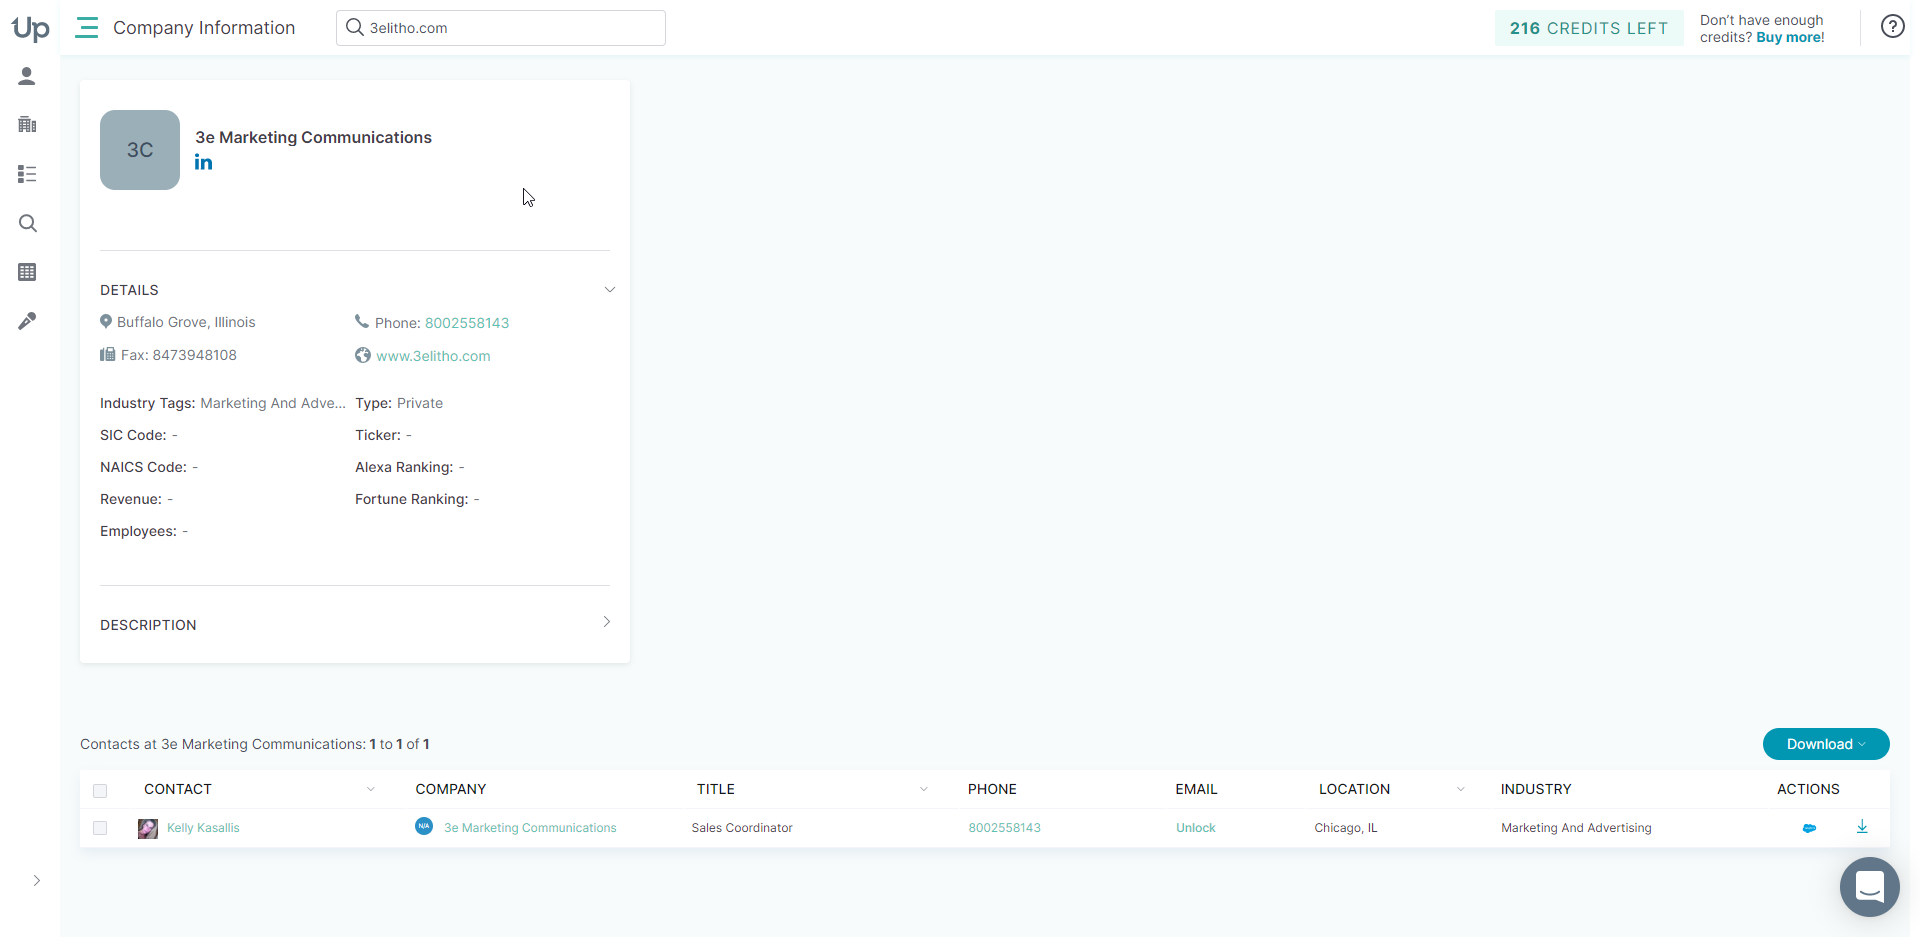 Up
Company Information
3elitho.com
216 CREDITS LEFT
Don’t have enough
credits? Buy more!
?
3C
3e Marketing Communications
in
DETAILS
Buffalo Grove, Illinois
Phone: 8002558143
Fax: 8473948108
www.3elitho.com
Industry Tags: Marketing And Adve...
Type: Private
SIC Code: -
Ticker: -
NAICS Code: -
Alexa Ranking: -
Revenue: -
Fortune Ranking: -
Employees: -
DESCRIPTION
Contacts at 3e Marketing Communications: 1 to 1 of 1
Download
CONTACT COMPANY TITLE PHONE EMAIL LOCATION INDUSTRY ACTIONS
Kelly Kasallis N/A 3e Marketing Communications Sales Coordinator 8002558143 Unlock Chicago, IL Marketing And Advertising